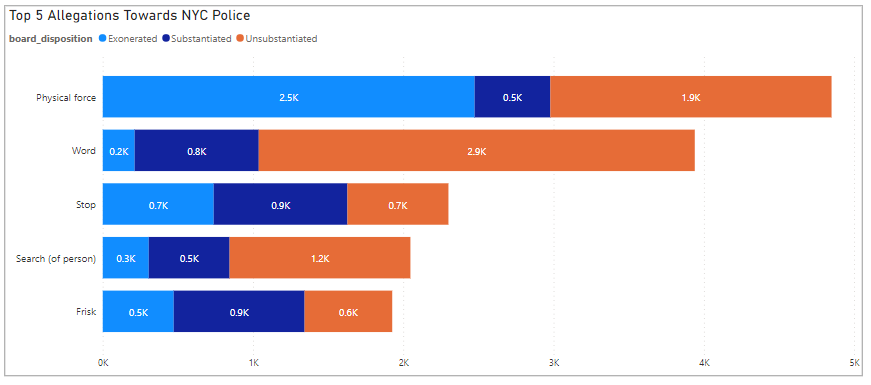 Top 5 Allegations Towards NYC Police
board_disposition Exonerated Substantiated Unsubstantiated
Physical force 2.5K 0.5K 1.9K
Word 0.2K 0.8K 2.9K
Stop 0.7K 0.9K 0.7K
Search (of person) 0.3K 0.5K 1.2K
Frisk 0.5K 0.9K 0.6K
0K 1K 2K 3K 4K 5K